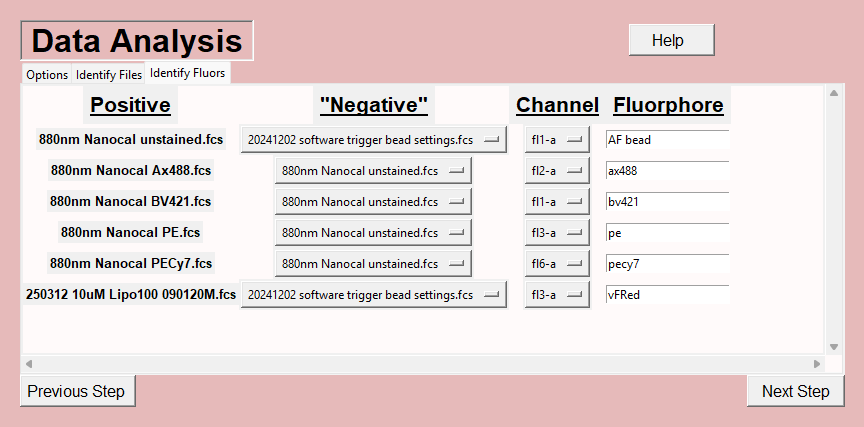 Data Analysis
Help
Options Identify Files Identify Fluors
Positive "Negative" Channel Fluorphore
880nm Nanocal unstained.fcs 20241202 software trigger bead settings.fcs fl1-a AF bead
880nm Nanocal Ax488.fcs 880nm Nanocal unstained.fcs fl2-a ax488
880nm Nanocal BV421.fcs 880nm Nanocal unstained.fcs fl1-a bv421
880nm Nanocal PE.fcs 880nm Nanocal unstained.fcs fl3-a pe
880nm Nanocal PECy7.fcs 880nm Nanocal unstained.fcs fl6-a pecy7
250312 10uM Lipo100 090120M.fcs 20241202 software trigger bead settings.fcs fl3-a vFRed
Previous Step Next Step